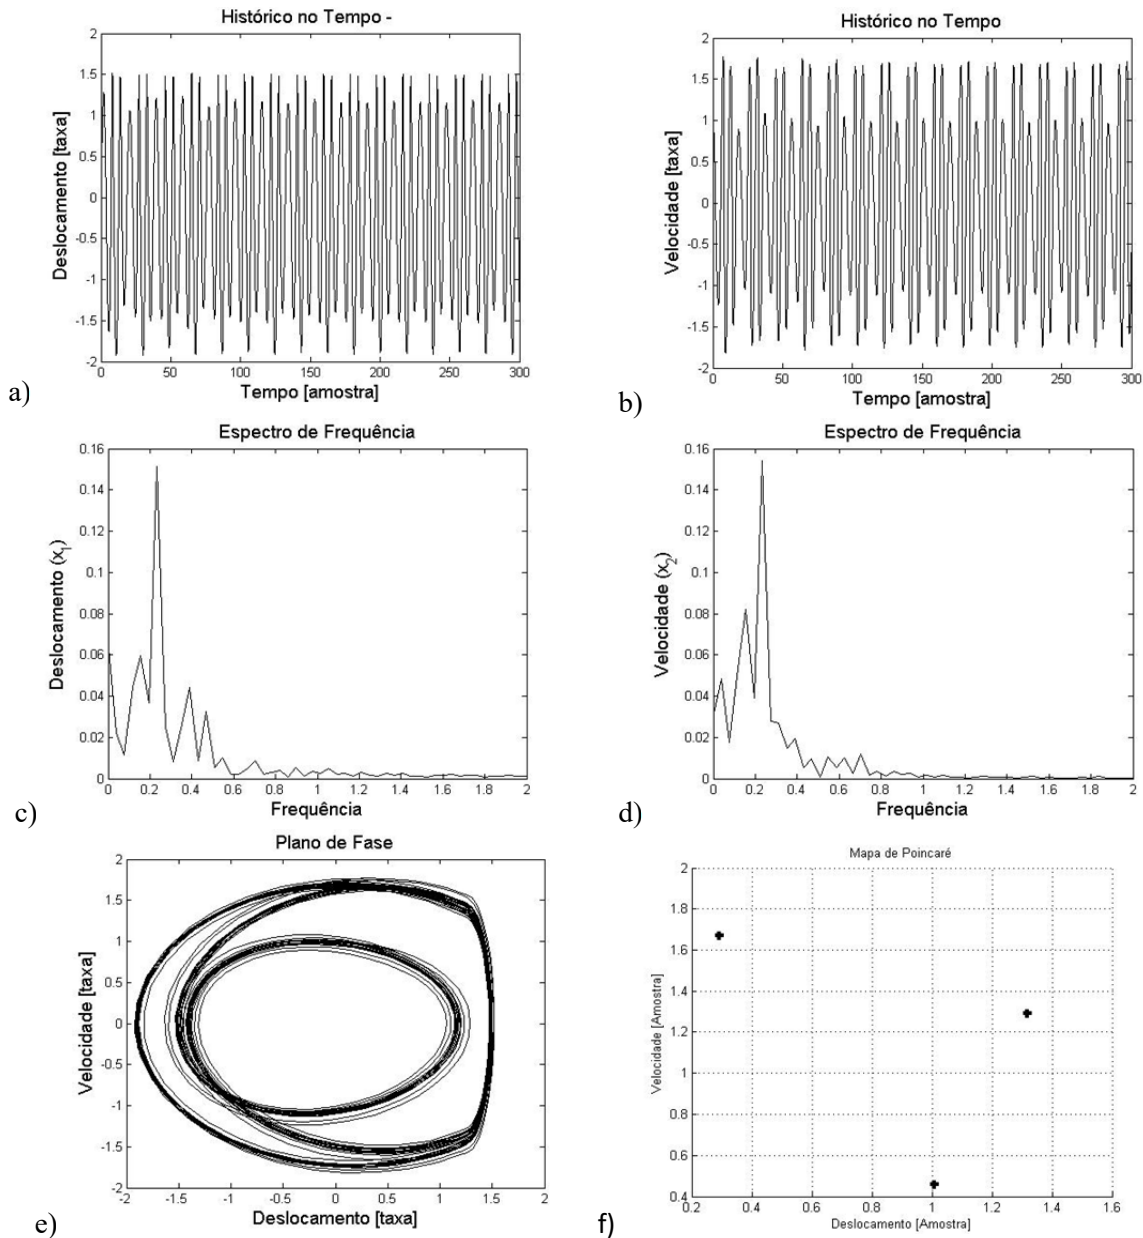 Histórico no Tempo -
Deslocamento [taxa]
2
1.5
1
0.5
0
-0.5
-1
-1.5
-2
0 50 100 150 200 250 300
Tempo [amostra]
a)
Histórico no Tempo
Velocidade [taxa]
2
1.5
1
0.5
0
-0.5
-1
-1.5
-2
0 50 100 150 200 250 300
Tempo [amostra]
b)
Espectro de Frequência
Deslocamento (x1)
0.16
0.14
0.12
0.1
0.08
0.06
0.04
0.02
0
0 0.2 0.4 0.6 0.8 1 1.2 1.4 1.6 1.8 2
Frequência
c)
Espectro de Frequência
Velocidade (x2)
0.16
0.14
0.12
0.1
0.08
0.06
0.04
0.02
0
0 0.2 0.4 0.6 0.8 1 1.2 1.4 1.6 1.8 2
Frequência
d)
Plano de Fase
Velocidade [taxa]
2
1.5
1
0.5
0
-0.5
-1
-1.5
-2
-2 -1.5 -1 -0.5 0 0.5 1 1.5 2
Deslocamento [taxa]
e)
Mapa de Poincaré
Velocidade [Amostra]
2
1.8
1.6
1.4
1.2
1
0.8
0.6
0.4
0.2 0.4 0.6 0.8 1 1.2 1.4 1.6
Deslocamento [Amostra]
f)